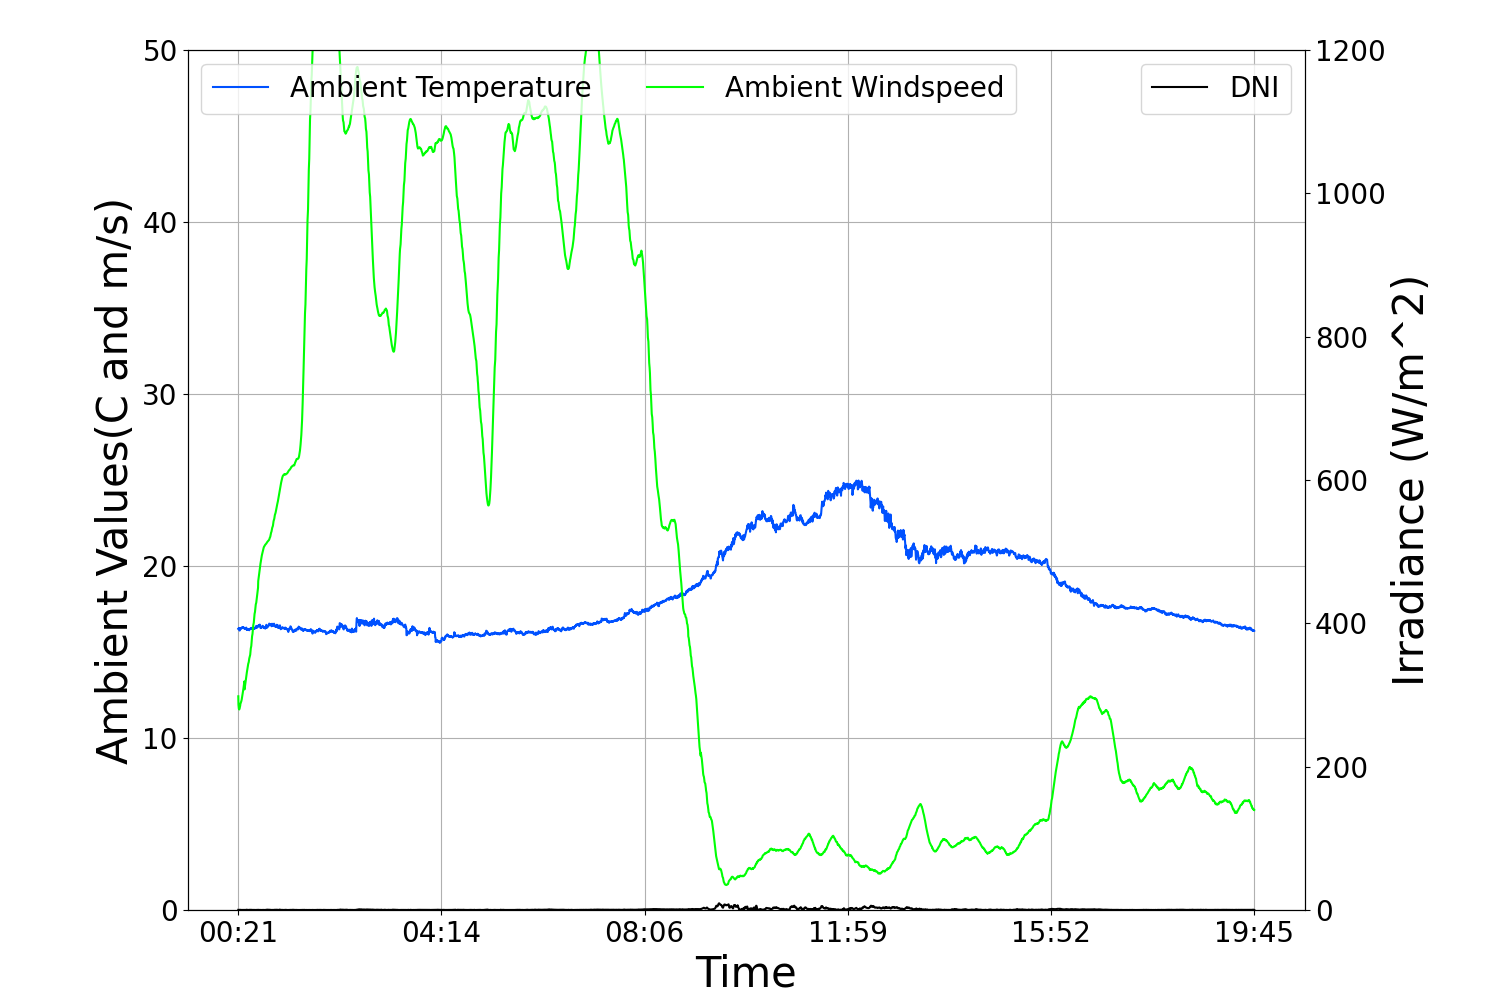 Ambient Temperature Ambient Windspeed DNI
50
40
30
20
10
0
Ambient Values(C and m/s)
1200
1000
800
600
400
200
0
Irradiance (W/m^2)
00:21 04:14 08:06 11:59 15:52 19:45
Time